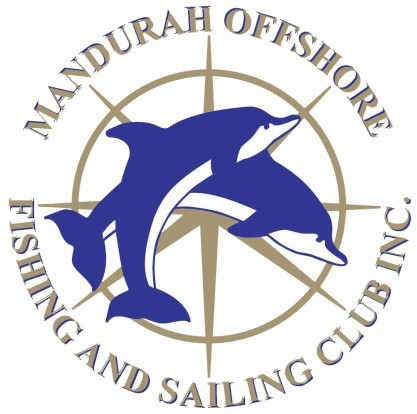 MANDURAH OFFSHORE
FISHING AND SAILING CLUB INC.